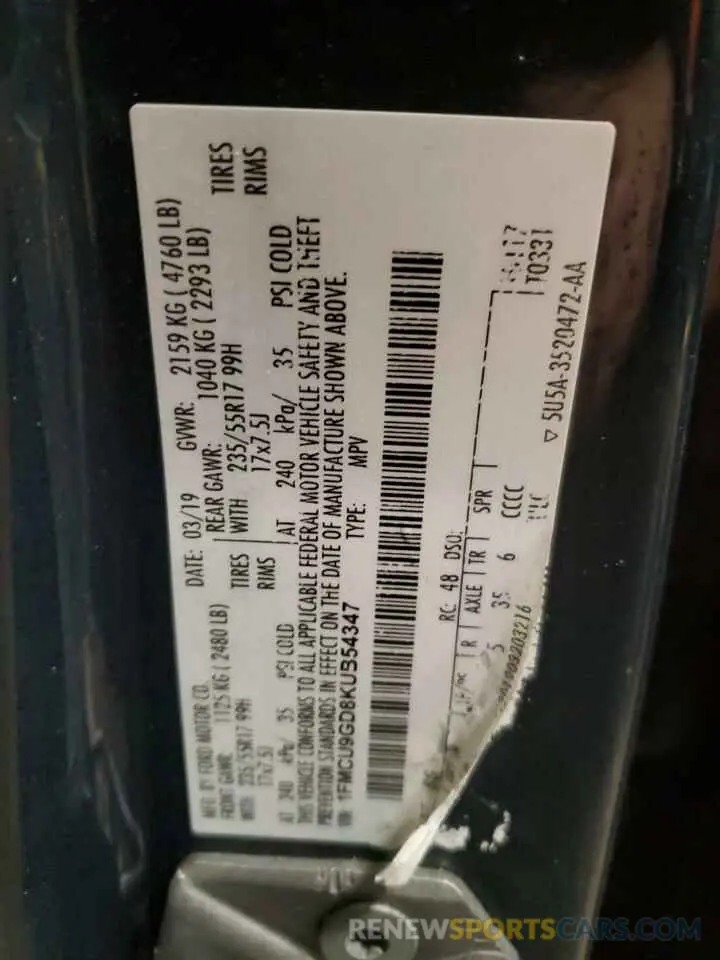 MFD. BY FORD MOTOR CO. DATE: 03/19 GVWR: 2159 KG ( 4760 LB)
FRONT GAWR: 1125 KG ( 2480 LB) REAR GAWR: 1040 KG ( 2293 LB)
WITH 235/55R17 99H TIRES WITH 235/55R17 99H TIRES
17x7.5J RIMS 17x7.5J RIMS
AT 240 kPa/ 35 PSI COLD AT 240 kPa/ 35 PSI COLD
THIS VEHICLE CONFORMS TO ALL APPLICABLE FEDERAL MOTOR VEHICLE SAFETY AND THEFT
PREVENTION STANDARDS IN EFFECT ON THE DATE OF MANUFACTURE SHOWN ABOVE.
VIN: 1FMCU9GD8KUB54347 TYPE: MPV
RC: 48 DSO:
R AXLE TR SPR
5 35 6 CCCC
T0331
▽ 5U5A-3520472-AA
RENEWSPORTSCARS.COM